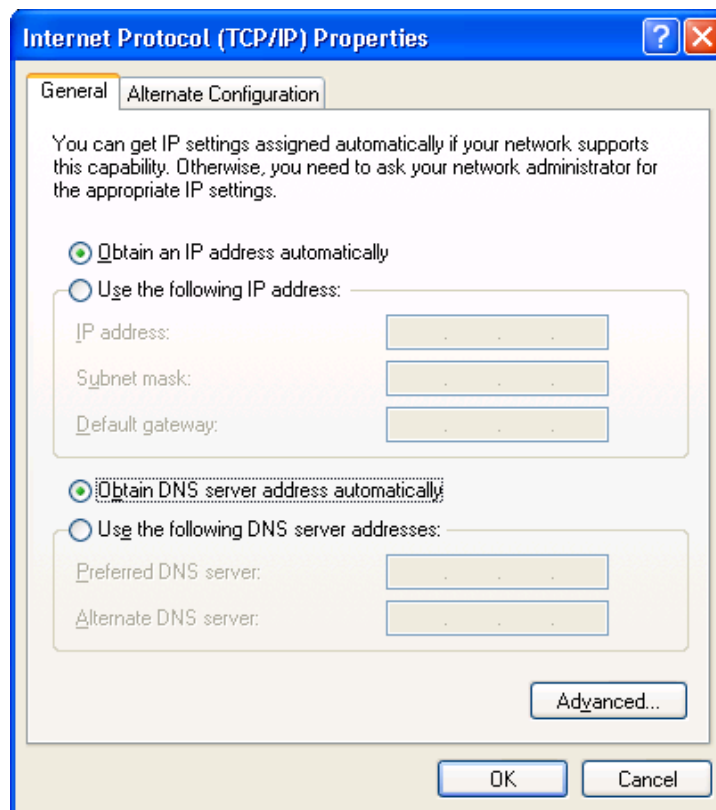 Internet Protocol (TCP/IP) Properties
General
Alternate Configuration
You can get IP settings assigned automatically if your network supports
this capability. Otherwise, you need to ask your network administrator for
the appropriate IP settings.
Obtain an IP address automatically
Use the following IP address:
IP address:
Subnet mask:
Default gateway:
Obtain DNS server address automatically
Use the following DNS server addresses:
Preferred DNS server:
Alternate DNS server:
Advanced...
OK
Cancel